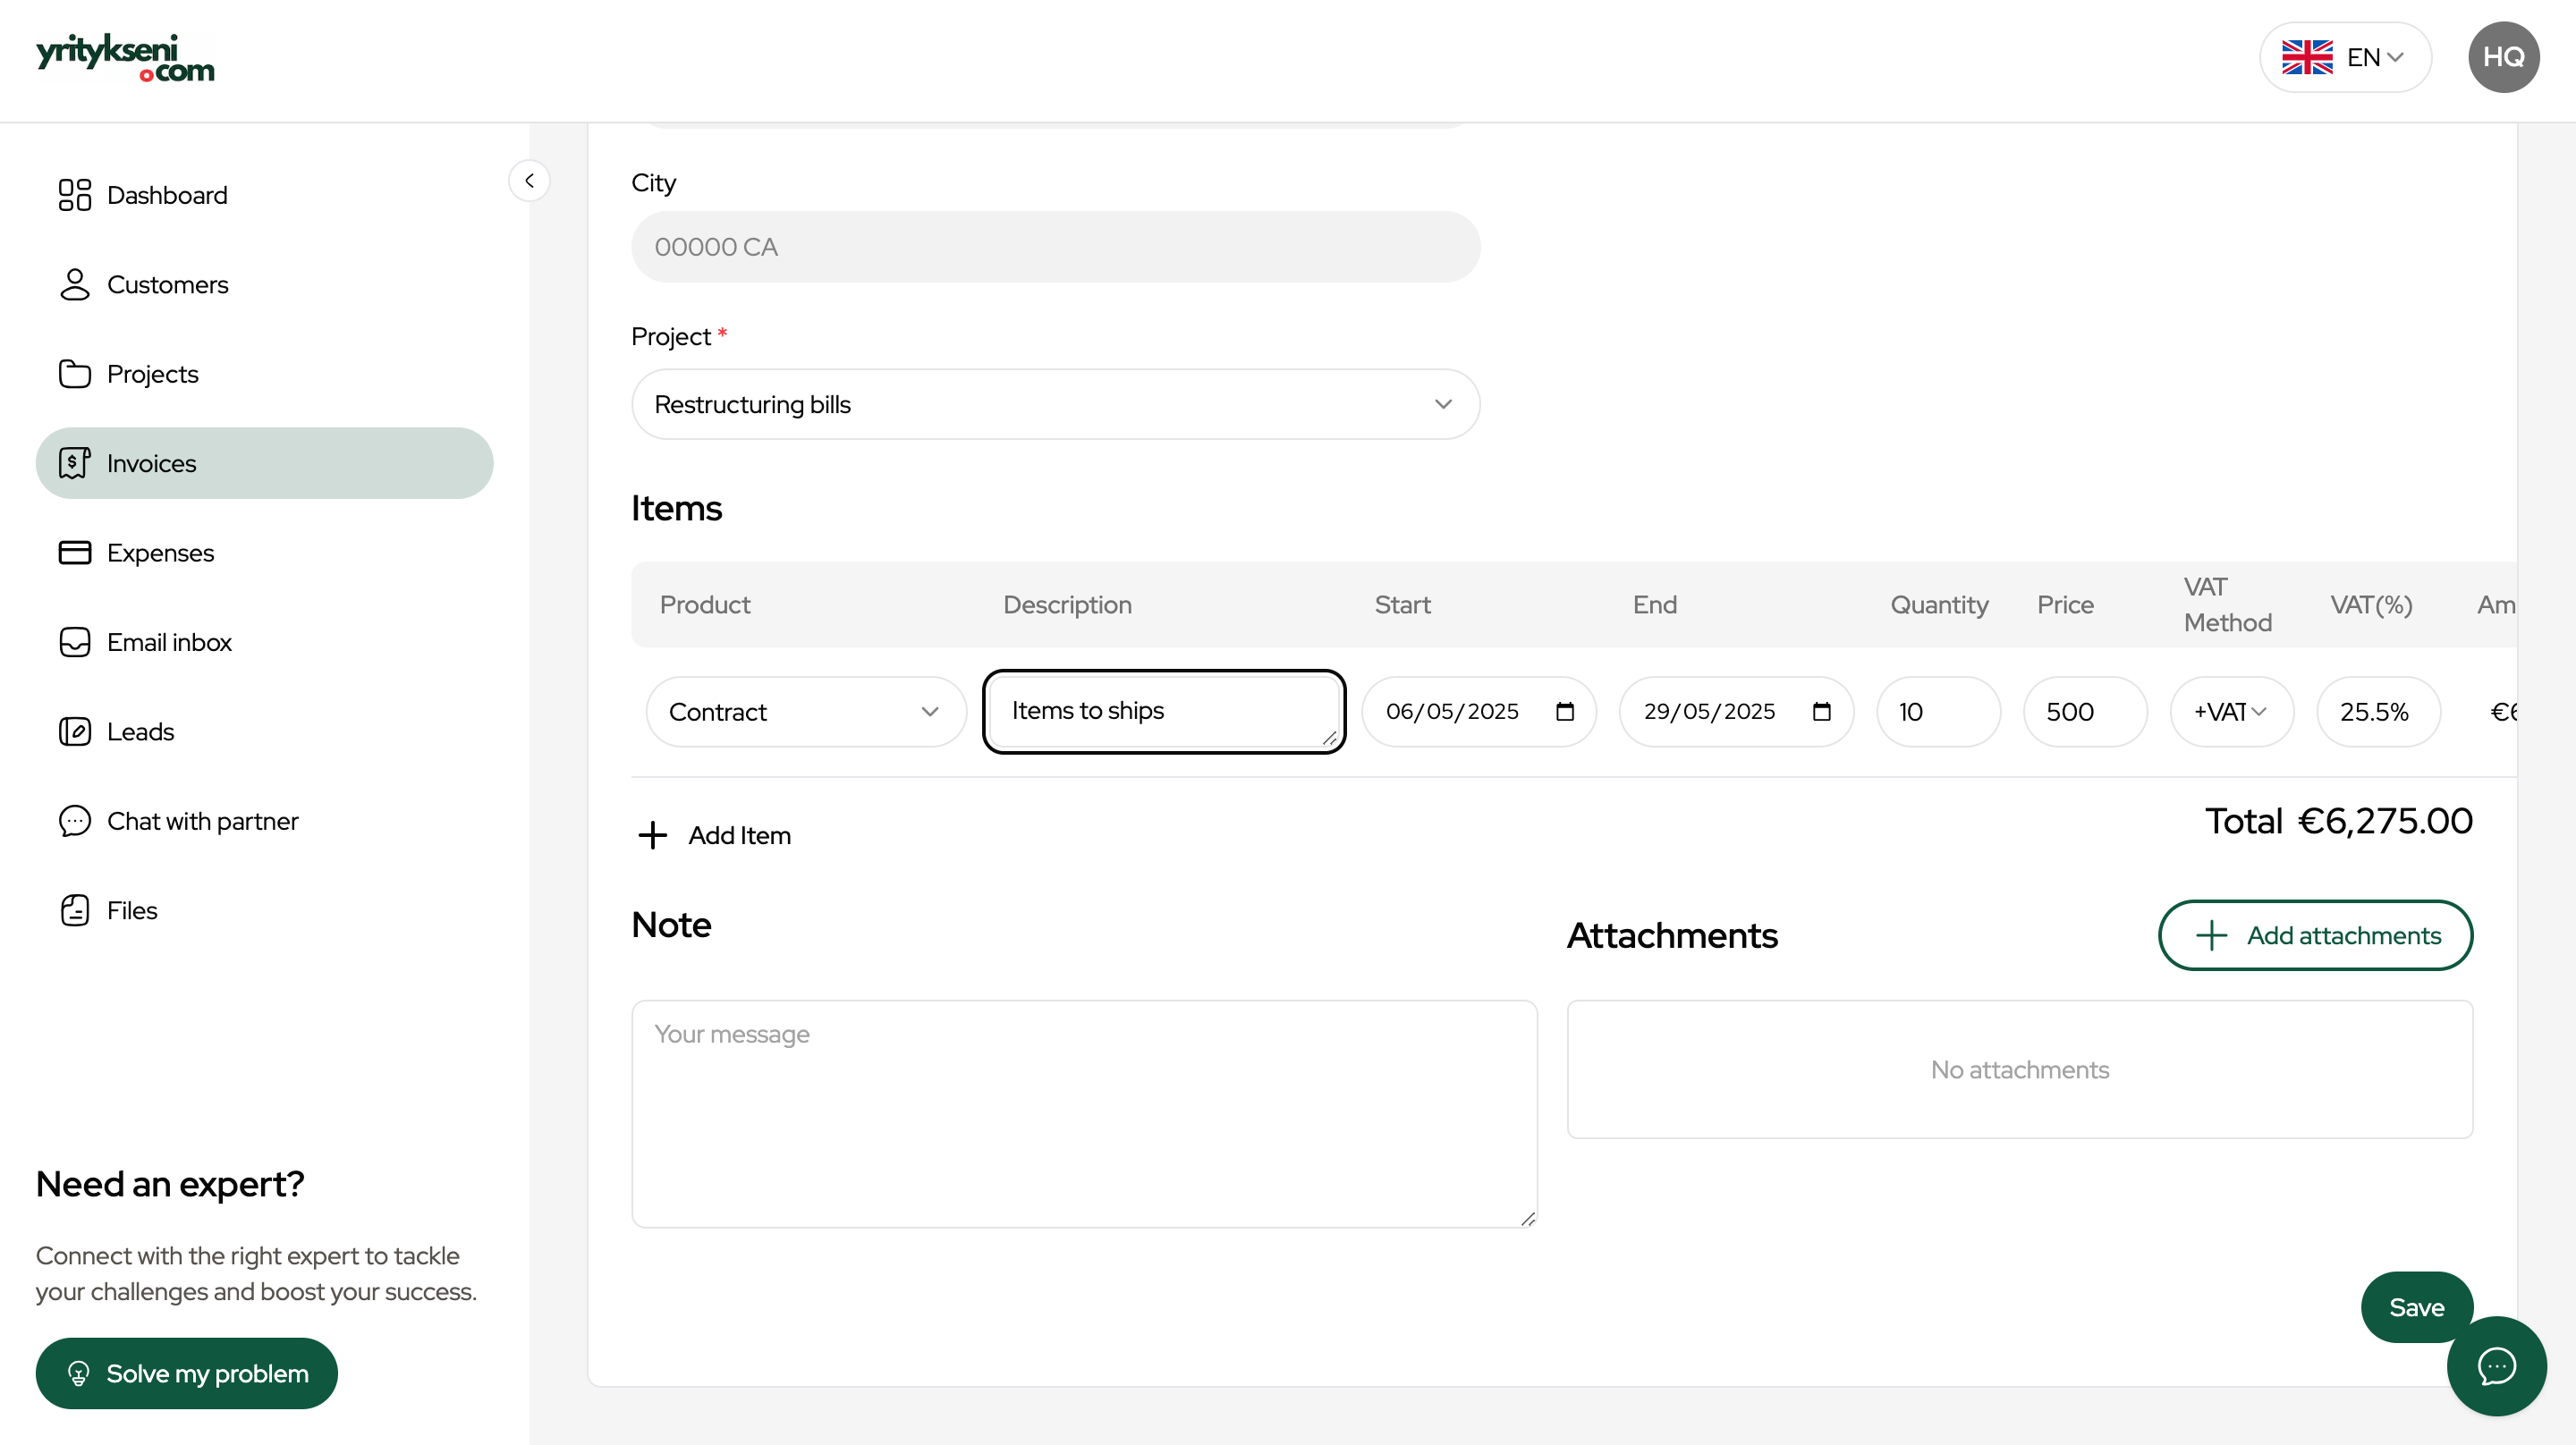 yritykseni
.com
EN
HQ
Dashboard
Customers
Projects
Invoices
Expenses
Email inbox
Leads
Chat with partner
Files
Need an expert?
Connect with the right expert to tackle
your challenges and boost your success.
Solve my problem
City
00000 CA
Project *
Restructuring bills
Items
Product Description Start End Quantity Price VAT Method VAT(%) Am
Contract Items to ships 06/05/2025 29/05/2025 10 500 +VAT 25.5% €6
Add Item
Total €6,275.00
Note
Your message
Attachments
Add attachments
No attachments
Save